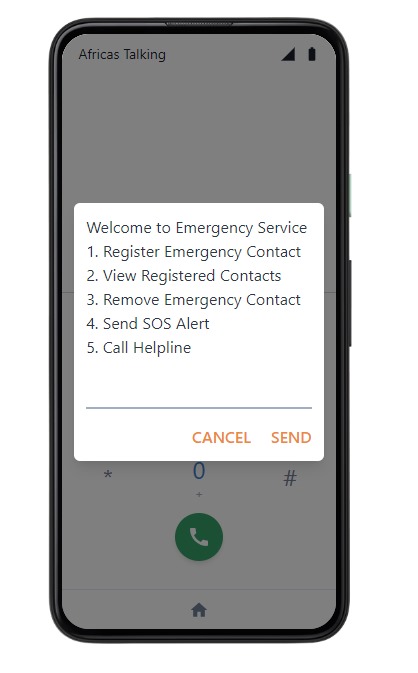 Africas Talking
Welcome to Emergency Service
1. Register Emergency Contact
2. View Registered Contacts
3. Remove Emergency Contact
4. Send SOS Alert
5. Call Helpline
CANCEL SEND
* 0 #
+